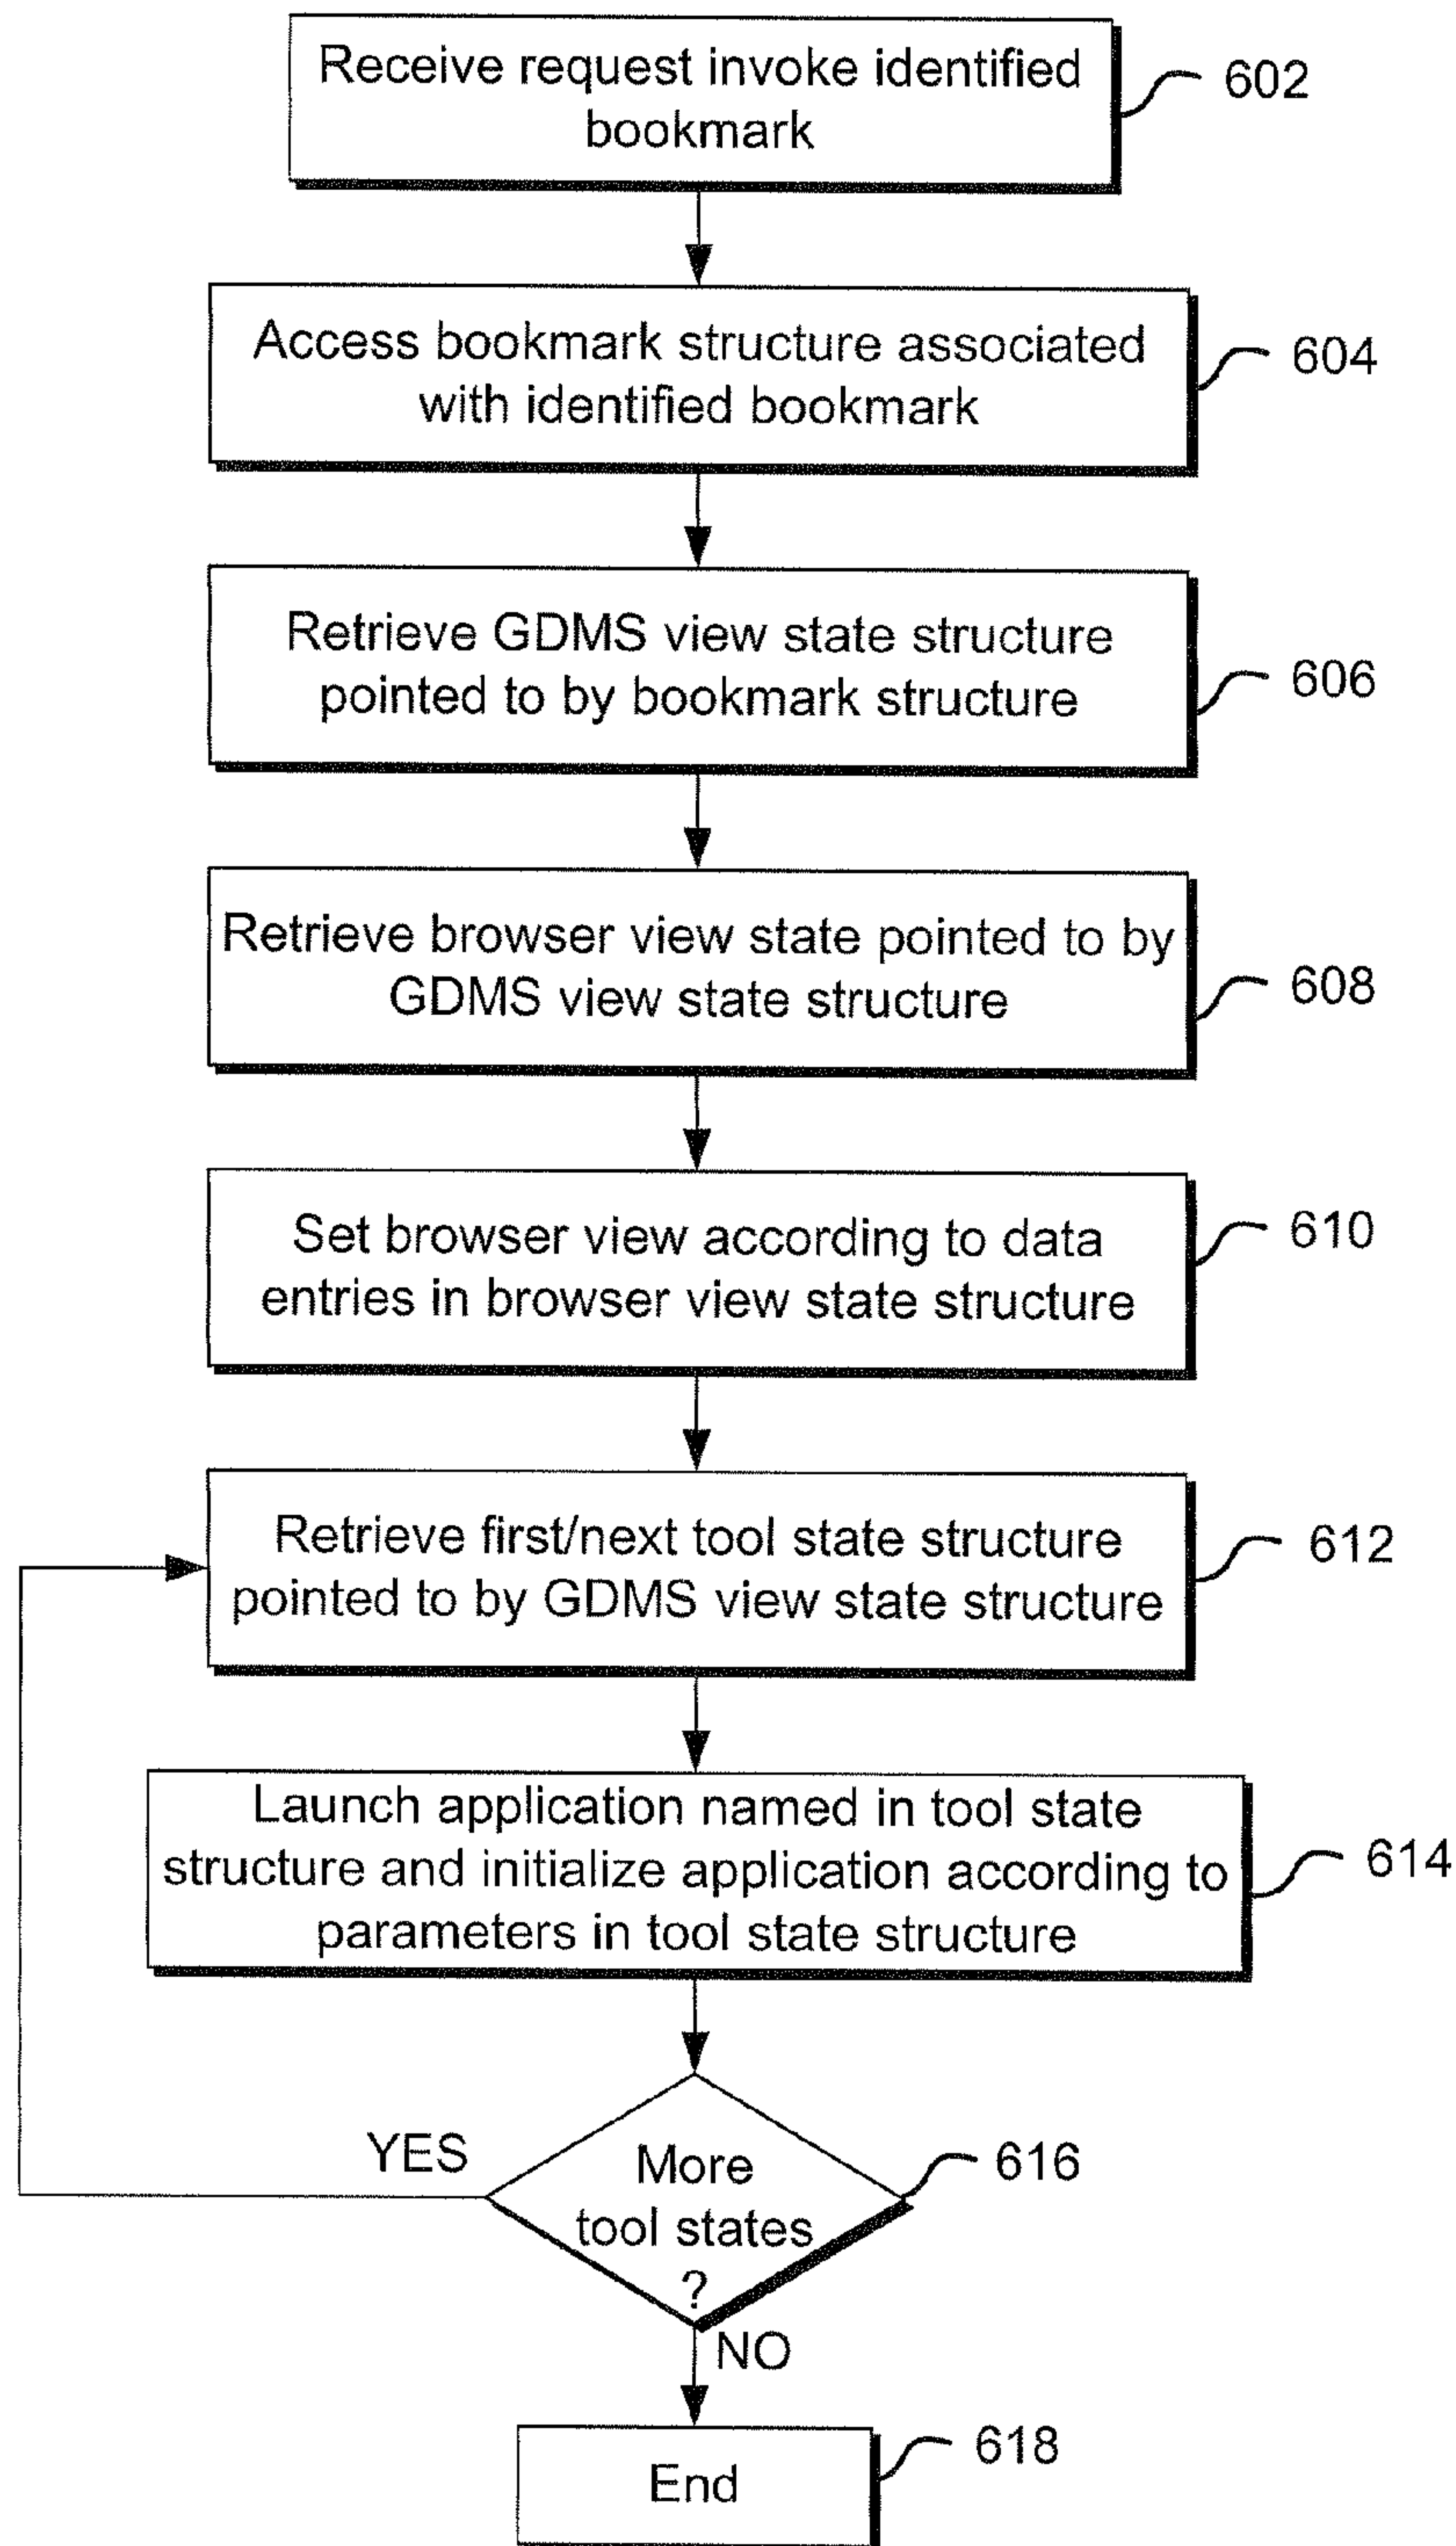 Receive request invoke identified
bookmark
602
Access bookmark structure associated
with identified bookmark
604
Retrieve GDMS view state structure
pointed to by bookmark structure
606
Retrieve browser view state pointed to by
GDMS view state structure
608
Set browser view according to data
entries in browser view state structure
610
Retrieve first/next tool state structure
pointed to by GDMS view state structure
612
Launch application named in tool state
structure and initialize application according to
parameters in tool state structure
614
YES
More
tool states
?
616
NO
End
618